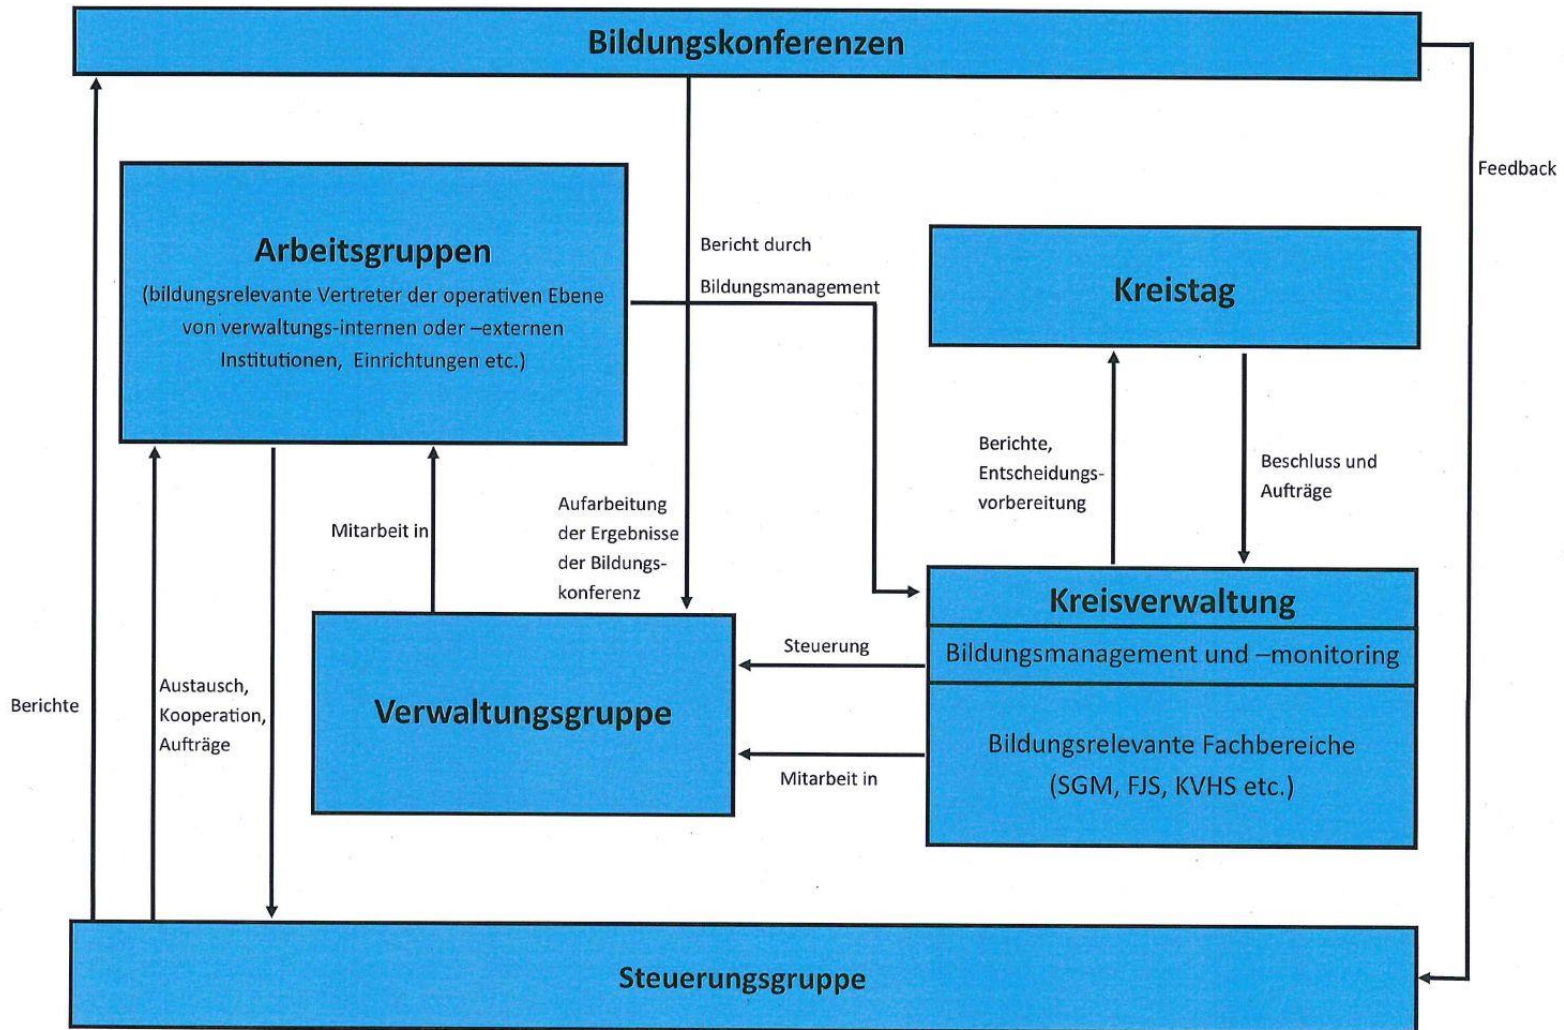 Bildungskonferenzen
Feedback
Arbeitsgruppen
(bildungsrelevante Vertreter der operativen Ebene
von verwaltungs-internen oder –externen
Institutionen, Einrichtungen etc.)
Bericht durch
Bildungsmanagement
Kreistag
Berichte,
Entscheidungs-
vorbereitung
Beschluss und
Aufträge
Mitarbeit in
Aufarbeitung
der Ergebnisse
der Bildungs-
konferenz
Kreisverwaltung
Bildungsmanagement und –monitoring
Bildungsrelevante Fachbereiche
(SGM, FJS, KVHS etc.)
Steuerung
Mitarbeit in
Verwaltungsgruppe
Berichte
Austausch,
Kooperation,
Aufträge
Steuerungsgruppe